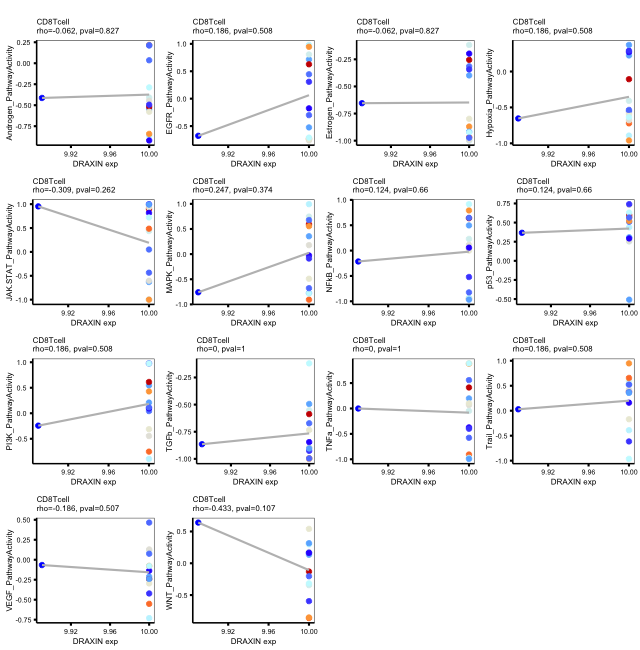 CD8Tcell
rho=-0.062, pval=0.827
Androgen_PathwayActivity
0.25
0.00
-0.25
-0.50
-0.75
9.92
9.96
10.00
DRAXIN exp
CD8Tcell
rho=0.186, pval=0.508
EGFR_PathwayActivity
1.0
0.5
0.0
-0.5
9.92
9.96
10.00
DRAXIN exp
CD8Tcell
rho=-0.062, pval=0.827
Estrogen_PathwayActivity
-0.25
-0.50
-0.75
-1.00
9.92
9.96
10.00
DRAXIN exp
CD8Tcell
rho=0.186, pval=0.508
Hypoxia_PathwayActivity
0.0
-0.5
-1.0
9.92
9.96
10.00
DRAXIN exp
CD8Tcell
rho=-0.309, pval=0.262
JAK.STAT_PathwayActivity
1.0
0.5
0.0
-0.5
-1.0
9.92
9.96
10.00
DRAXIN exp
CD8Tcell
rho=0.247, pval=0.374
MAPK_PathwayActivity
1.0
0.5
0.0
-0.5
-1.0
9.92
9.96
10.00
DRAXIN exp
CD8Tcell
rho=0.124, pval=0.66
NFkB_PathwayActivity
1.0
0.5
0.0
-0.5
-1.0
9.92
9.96
10.00
DRAXIN exp
CD8Tcell
rho=0.124, pval=0.66
p53_PathwayActivity
0.75
0.50
0.25
0.00
-0.25
-0.50
9.92
9.96
10.00
DRAXIN exp
CD8Tcell
rho=0.186, pval=0.508
PI3K_PathwayActivity
1.0
0.5
0.0
-0.5
9.92
9.96
10.00
DRAXIN exp
CD8Tcell
rho=0, pval=1
TGFb_PathwayActivity
-0.25
-0.50
-0.75
-1.00
9.92
9.96
10.00
DRAXIN exp
CD8Tcell
rho=0, pval=1
TNFa_PathwayActivity
0.5
0.0
-0.5
-1.0
9.92
9.96
10.00
DRAXIN exp
CD8Tcell
rho=0.186, pval=0.508
Trail_PathwayActivity
1.0
0.5
0.0
-0.5
-1.0
9.92
9.96
10.00
DRAXIN exp
CD8Tcell
rho=-0.186, pval=0.507
VEGF_PathwayActivity
0.50
0.25
0.00
-0.25
-0.50
-0.75
9.92
9.96
10.00
DRAXIN exp
CD8Tcell
rho=-0.433, pval=0.107
WNT_PathwayActivity
0.5
0.0
-0.5
9.92
9.96
10.00
DRAXIN exp